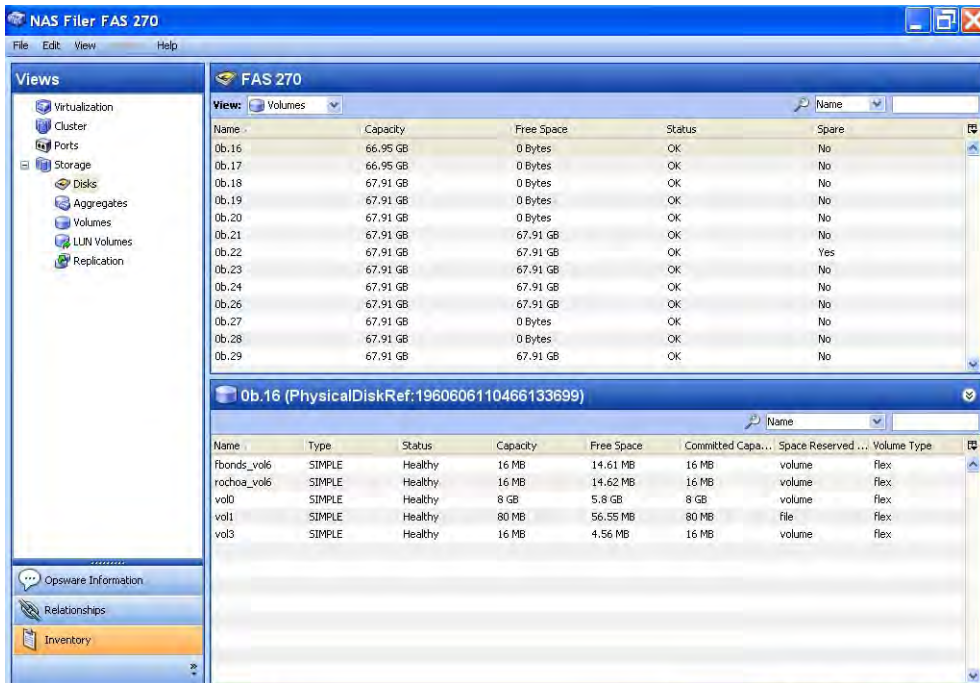 NAS Filer FAS 270
File Edit View Help
Views
Virtualization
Cluster
Ports
Storage
Disks
Aggregates
Volumes
LUN Volumes
Replication
Opsware Information
Relationships
Inventory
FAS 270
View: Volumes Name
Name Capacity Free Space Status Spare
0b.16 66.95 GB 0 Bytes OK No
0b.17 66.95 GB 0 Bytes OK No
0b.18 67.91 GB 0 Bytes OK No
0b.19 67.91 GB 0 Bytes OK No
0b.20 67.91 GB 0 Bytes OK No
0b.21 67.91 GB 67.91 GB OK No
0b.22 67.91 GB 67.91 GB OK Yes
0b.23 67.91 GB 67.91 GB OK No
0b.24 67.91 GB 67.91 GB OK No
0b.26 67.91 GB 67.91 GB OK No
0b.27 67.91 GB 0 Bytes OK No
0b.28 67.91 GB 0 Bytes OK No
0b.29 67.91 GB 67.91 GB OK No
0b.16 (PhysicalDiskRef:1960606110466133699)
Name
Name Type Status Capacity Free Space Committed Capa... Space Reserved ... Volume Type
fbonds_vol6 SIMPLE Healthy 16 MB 14.61 MB 16 MB volume flex
rochoa_vol6 SIMPLE Healthy 16 MB 14.62 MB 16 MB volume flex
vol0 SIMPLE Healthy 8 GB 5.8 GB 8 GB volume flex
vol1 SIMPLE Healthy 80 MB 56.55 MB 80 MB file flex
vol3 SIMPLE Healthy 16 MB 4.56 MB 16 MB volume flex